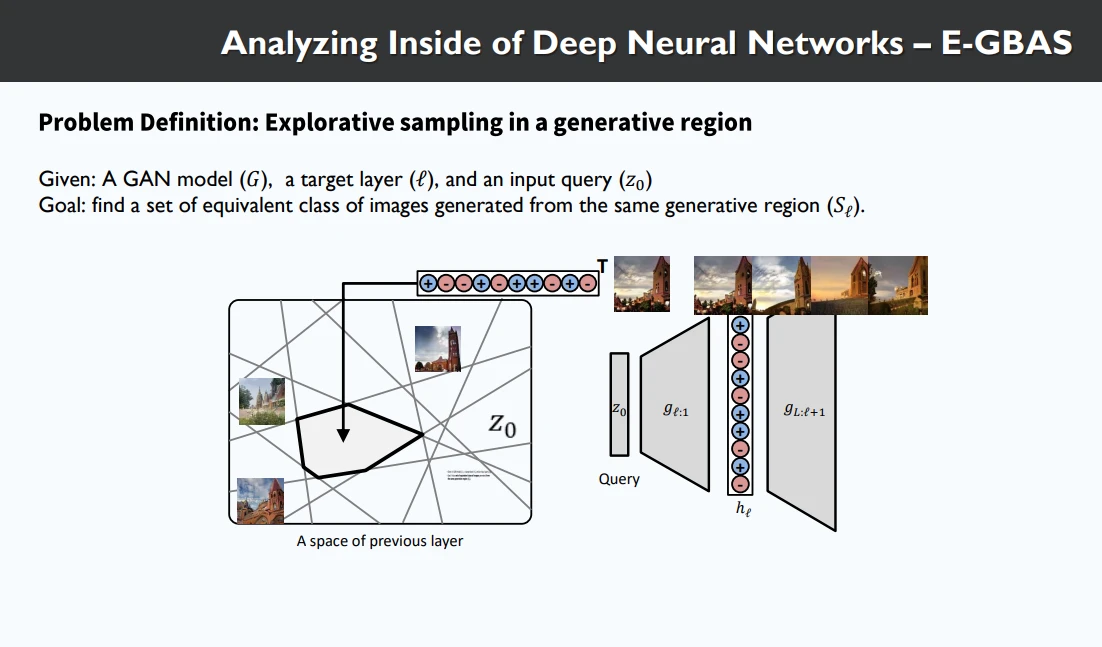 Analyzing Inside of Deep Neural Networks – E-GBAS
Problem Definition: Explorative sampling in a generative region
Given: A GAN model (G), a target layer (ℓ), and an input query (z₀)
Goal: find a set of equivalent class of images generated from the same generative region (Sℓ).
+ - - + - + + - + -
T
z₀
A space of previous layer
z₀
Query
gℓ:1
+
-
-
+
-
+
+
-
+
-
hℓ
gL:ℓ+1